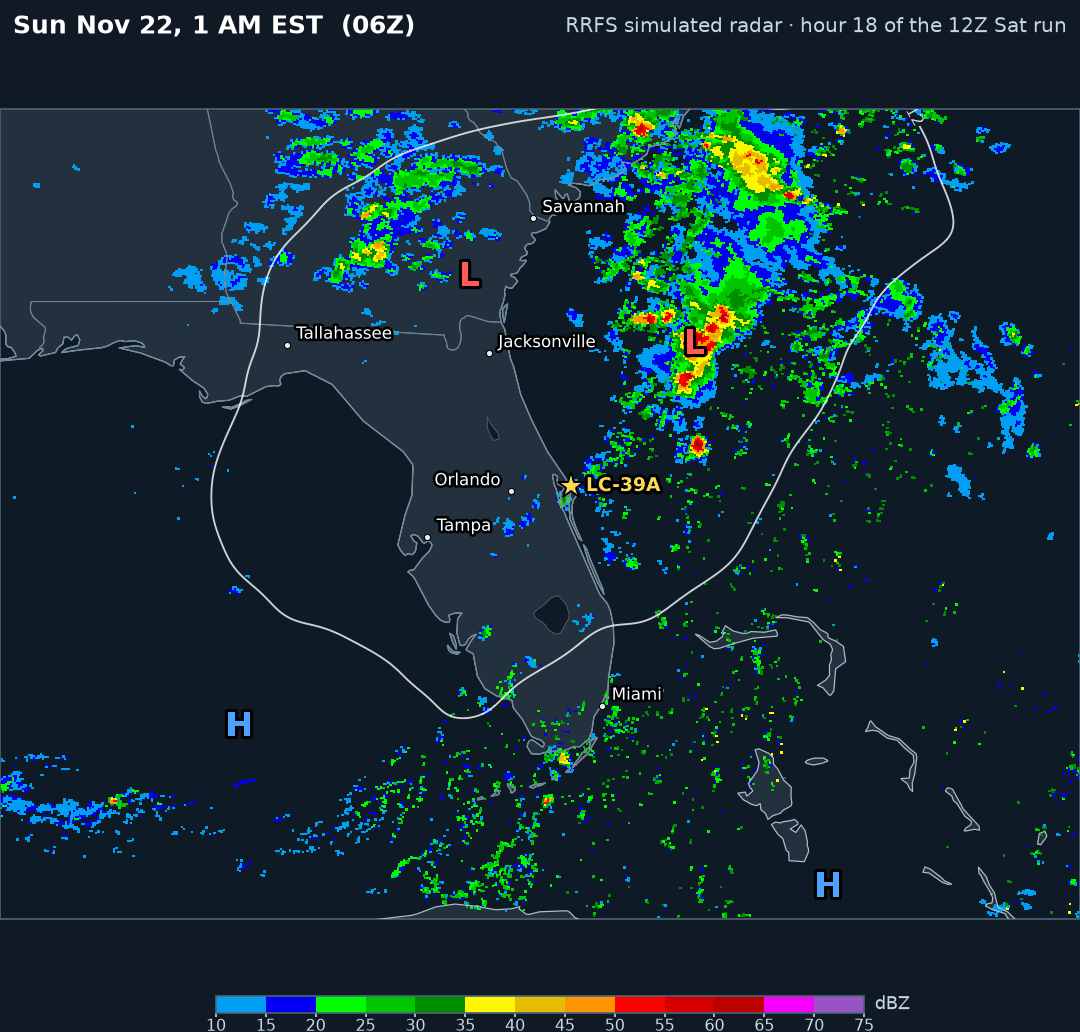 Sun Nov 22, 1 AM EST (06Z)
RRFS simulated radar · hour 18 of the 12Z Sat run
Savannah
L
Tallahassee
Jacksonville
L
Orlando
LC-39A
Tampa
Miami
H
H
dBZ
10 15 20 25 30 35 40 45 50 55 60 65 70 75